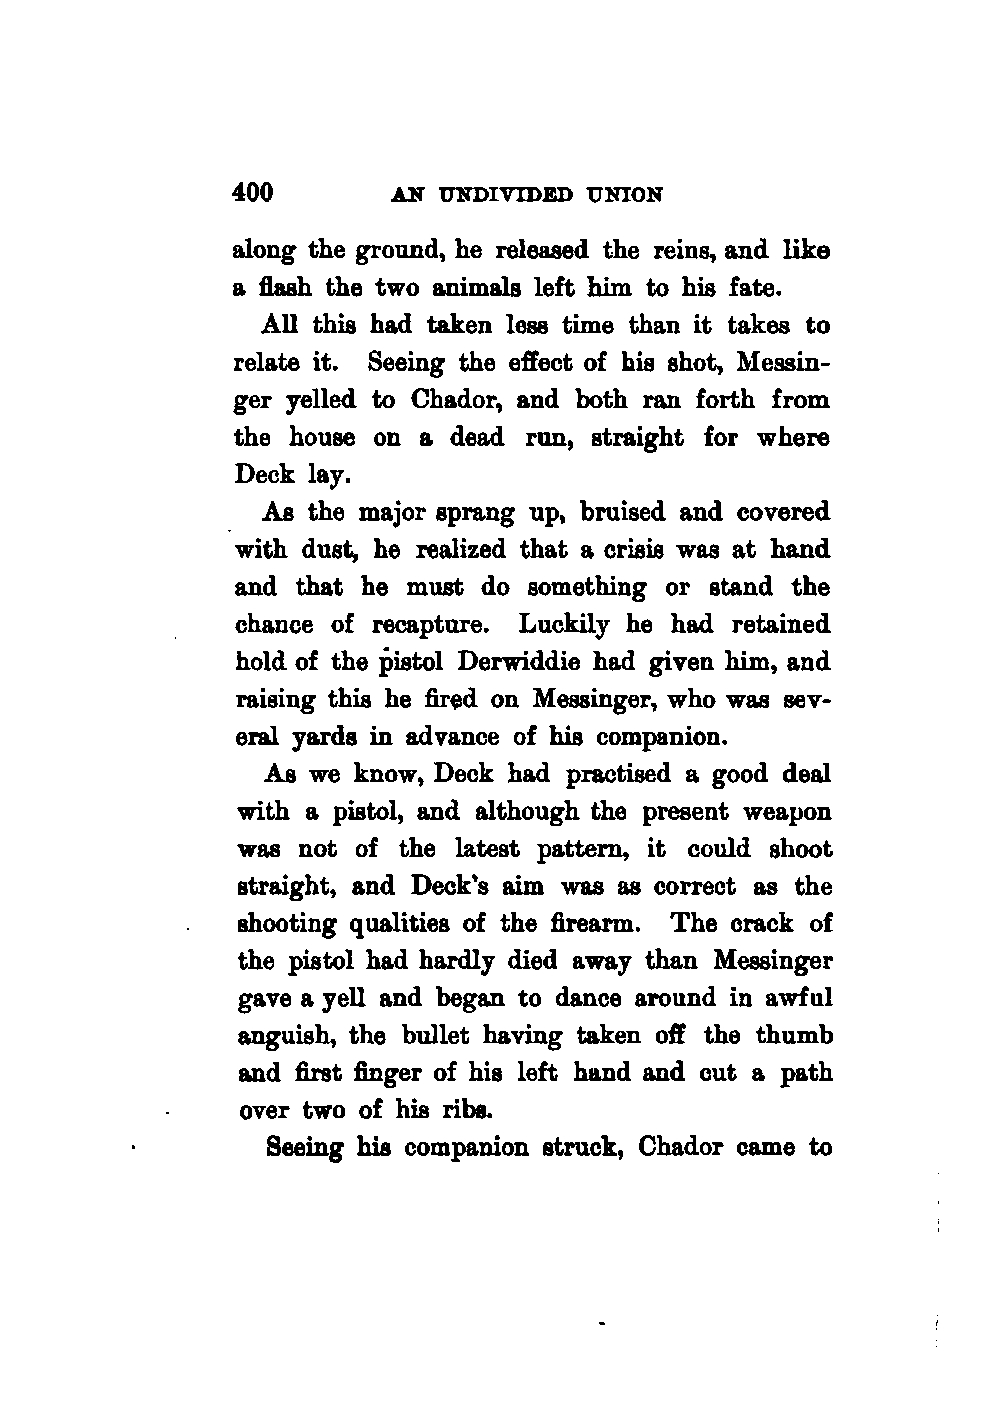 400 AN UNDIVIDED UNION
along the ground, he released the reins, and like
a flash the two animals left him to his fate.
All this had taken less time than it takes to
relate it. Seeing the effect of his shot, Messin-
ger yelled to Chador, and both ran forth from
the house on a dead run, straight for where
Deck lay.
As the major sprang up, bruised and covered
with dust, he realized that a crisis was at hand
and that he must do something or stand the
chance of recapture. Luckily he had retained
hold of the pistol Derwiddie had given him, and
raising this he fired on Messinger, who was sev-
eral yards in advance of his companion.
As we know, Deck had practised a good deal
with a pistol, and although the present weapon
was not of the latest pattern, it could shoot
straight, and Deck's aim was as correct as the
shooting qualities of the firearm. The crack of
the pistol had hardly died away than Messinger
gave a yell and began to dance around in awful
anguish, the bullet having taken off the thumb
and first finger of his left hand and cut a path
over two of his ribs.
Seeing his companion struck, Chador came to